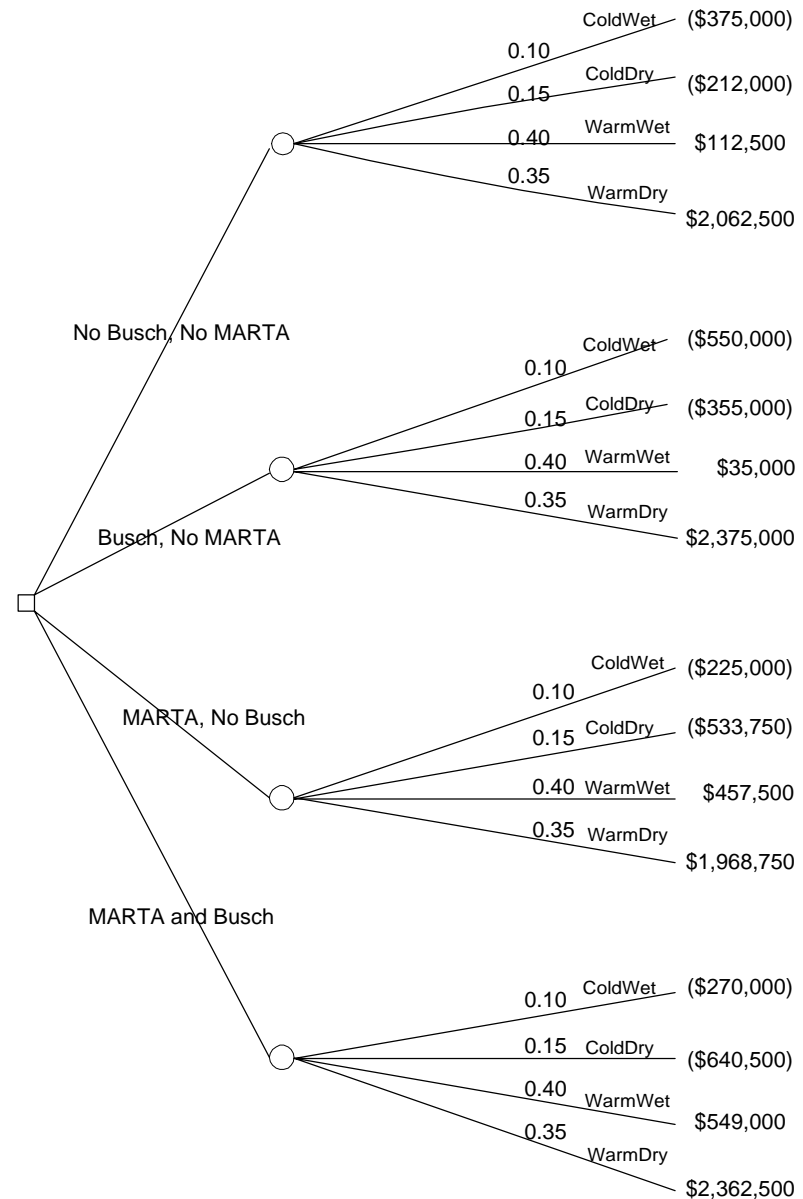 ColdWet ($375,000)
0.10
ColdDry ($212,000)
0.15
WarmWet $112,500
0.40
0.35
WarmDry $2,062,500
No Busch, No MARTA
ColdWet ($550,000)
0.10
ColdDry ($355,000)
0.15
0.40 WarmWet $35,000
0.35 WarmDry
$2,375,000
Busch, No MARTA
ColdWet ($225,000)
0.10
0.15 ColdDry ($533,750)
MARTA, No Busch
0.40 WarmWet $457,500
0.35 WarmDry $1,968,750
MARTA and Busch
0.10 ColdWet ($270,000)
0.15 ColdDry ($640,500)
0.40 WarmWet $549,000
0.35 WarmDry
$2,362,500